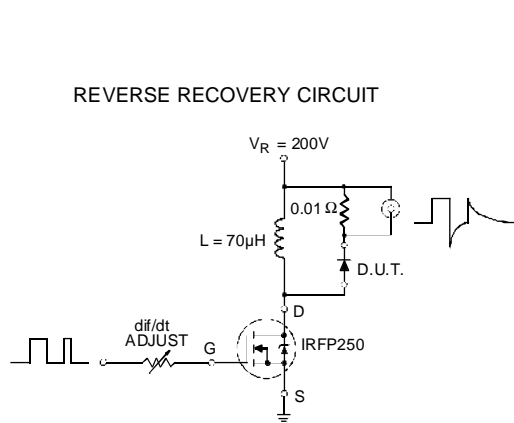 REVERSE RECOVERY CIRCUIT
VR = 200V
0.01 Ω
L = 70μH
D.U.T.
D
dif/dt
ADJUST
G
IRFP250
S